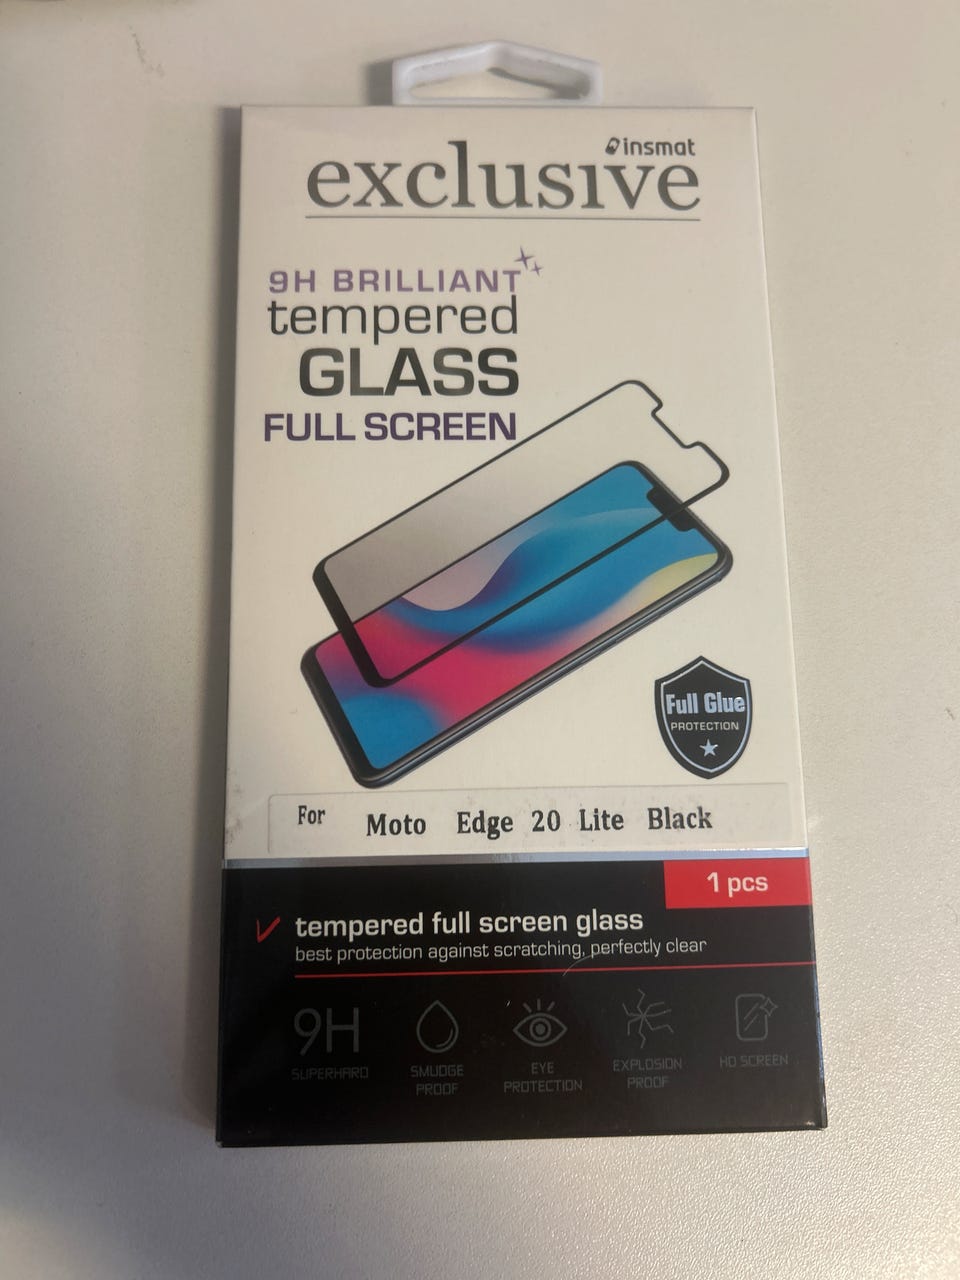 insmat
exclusive
9H BRILLIANT
tempered
GLASS
FULL SCREEN
Full Glue
PROTECTION
For Moto Edge 20 Lite Black
1 pcs
tempered full screen glass
best protection against scratching, perfectly clear
9H
SUPERHARD
SMUDGE
PROOF
EYE
PROTECTION
EXPLOSION
PROOF
HD SCREEN